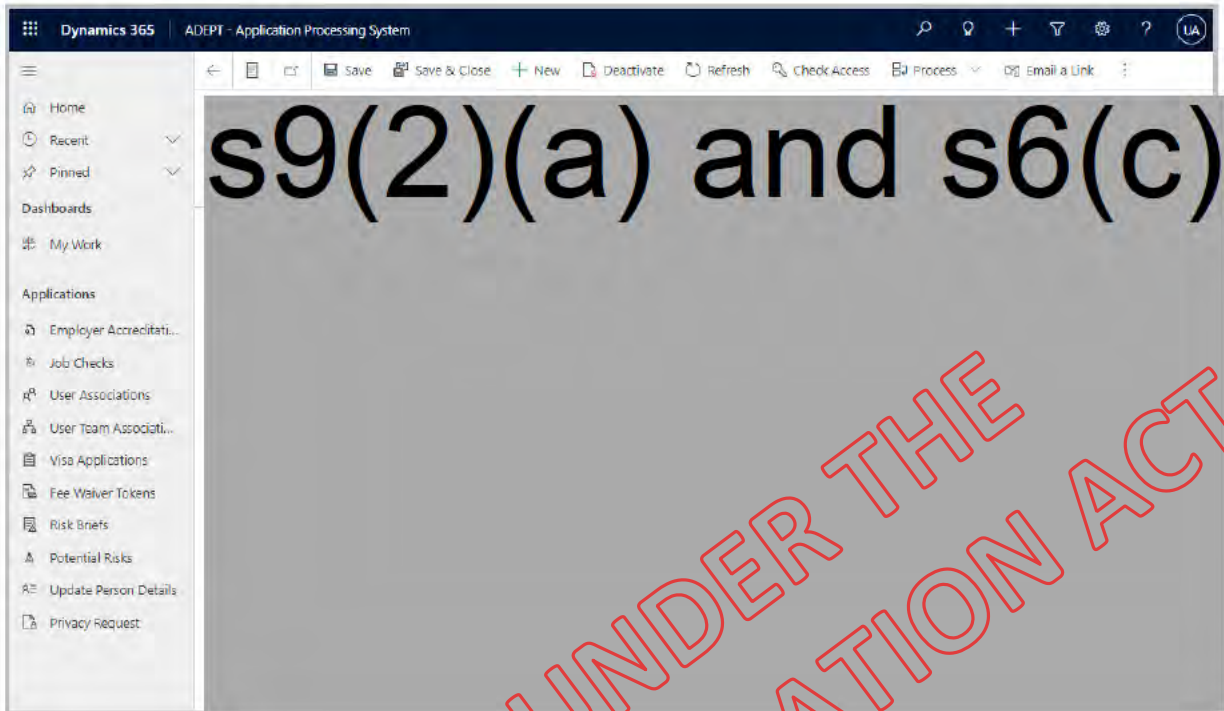 Dynamics 365 ADEPT - Application Processing System ? UA
Save Save & Close New Deactivate Refresh Check Access Process Email a Link
Home
Recent
Pinned
Dashboards
My Work
Applications
Employer Accreditati...
Job Checks
User Associations
User Team Associati...
Visa Applications
Fee Waiver Tokens
Risk Briefs
Potential Risks
Update Person Details
Privacy Request
s9(2)(a) and s6(c)
UNDER THE
ATION ACT